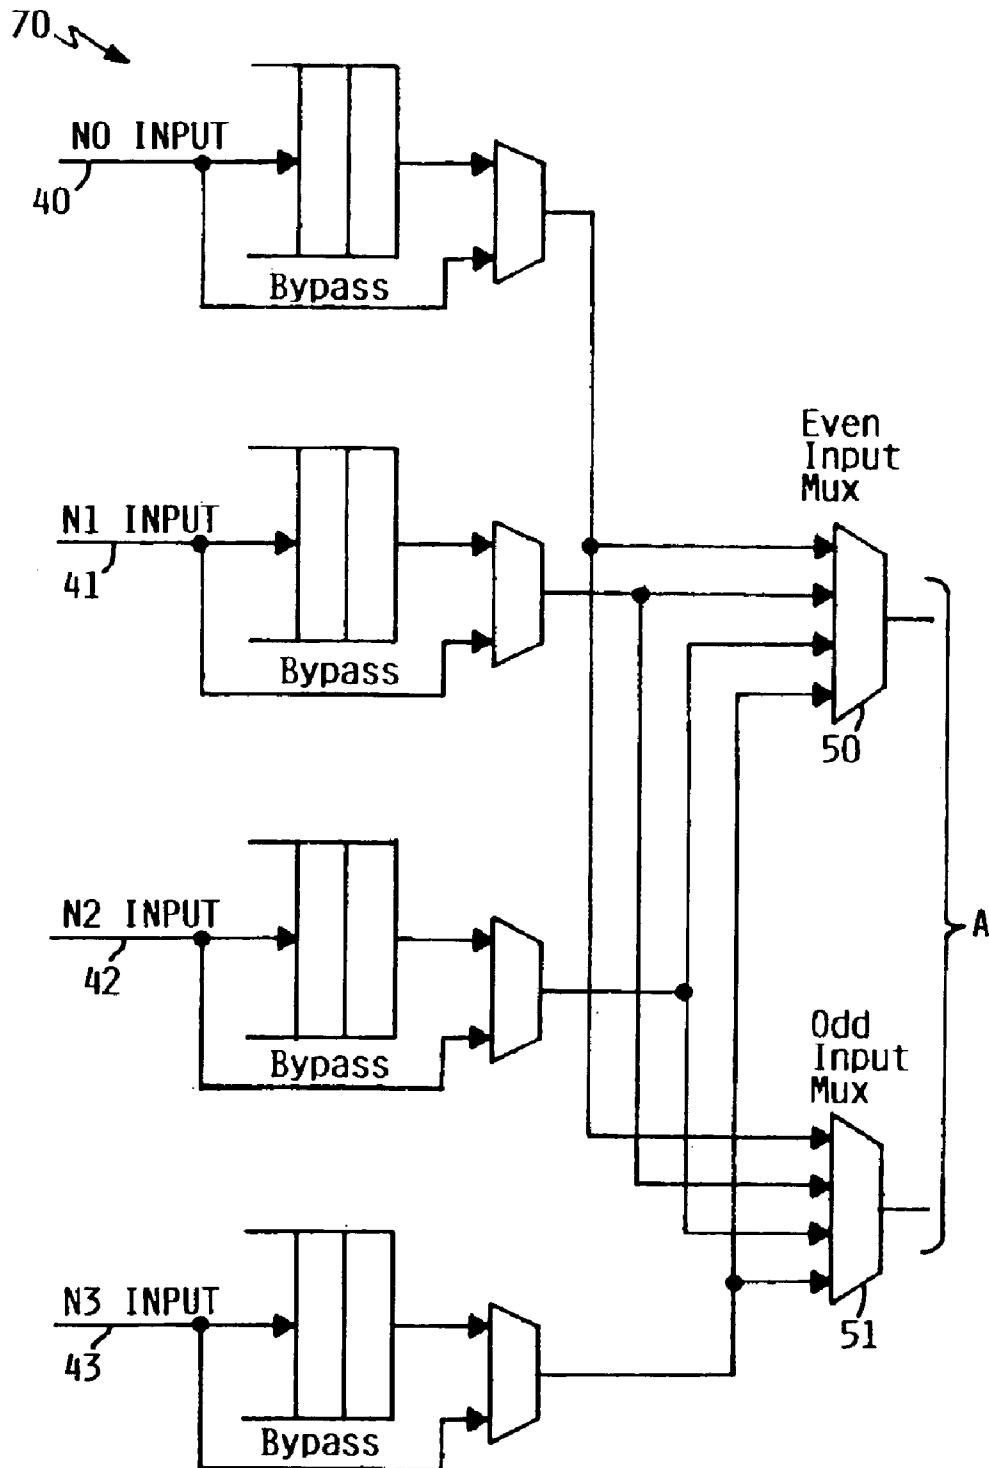 70
N0 INPUT
40
Bypass
Even
Input
Mux
N1 INPUT
41
Bypass
50
A
N2 INPUT
42
Bypass
Odd
Input
Mux
N3 INPUT
43
51
Bypass